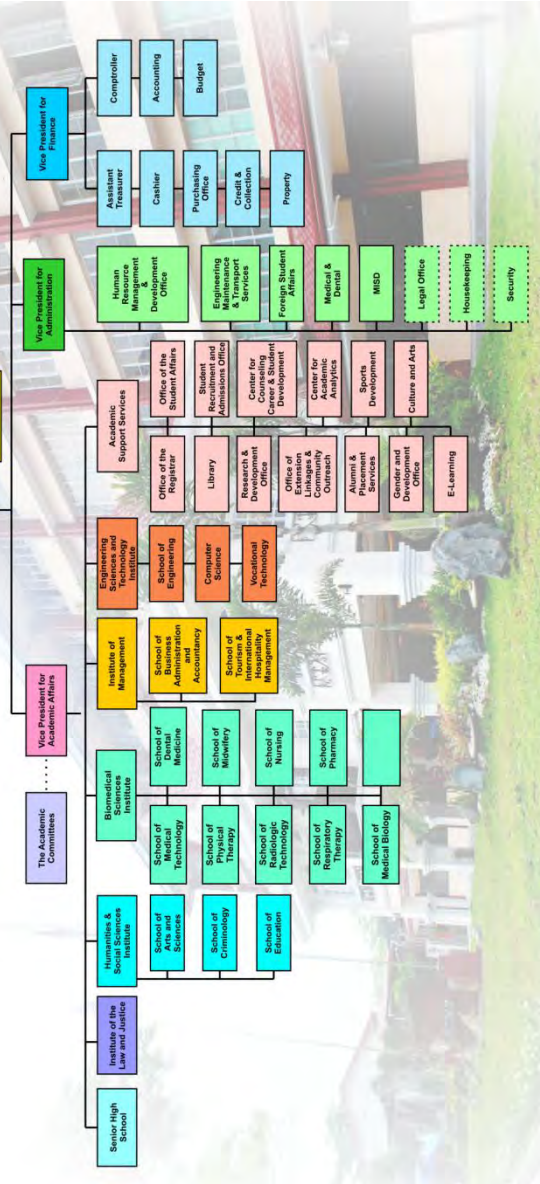 The Academic
Committees
Vice President for
Academic Affairs
Vice President for
Administration
Vice President for
Finance
Senior High
School
Institute of the
Law and Justice
Humanities &
Social Sciences
Institute
School of
Arts and
Sciences
School of
Criminology
School of
Education
Biomedical
Sciences
Institute
School of
Medical
Technology
School of
Physical
Therapy
School of
Radiologic
Technology
School of
Respiratory
Therapy
School of
Medical Biology
School of
Dental
Medicine
School of
Midwifery
School of
Nursing
School of
Pharmacy
Institute of
Management
School of
Business
Administration
and
Accountancy
School of
Tourism &
International
Hospitality
Management
Engineering
Sciences and
Technology
Institute
School of
Engineering
Computer
Science
Vocational
Technology
Academic
Support Services
Office of the
Registrar
Library
Research &
Development
Office
Office of
Extension
Linkages &
Community
Outreach
Alumni &
Placement
Services
Gender and
Development
Office
E-Learning
Office of the
Student Affairs
Student
Recruitment and
Admissions Office
Center for
Counseling
Career & Student
Development
Center for
Academic
Analytics
Sports
Development
Culture and Arts
Human
Resource
Management
&
Development
Office
Engineering
Maintenance
& Transport
Services
Foreign Student
Affairs
Medical &
Dental
MISD
Legal Office
Housekeeping
Security
Assistant
Treasurer
Cashier
Purchasing
Office
Credit &
Collection
Property
Comptroller
Accounting
Budget